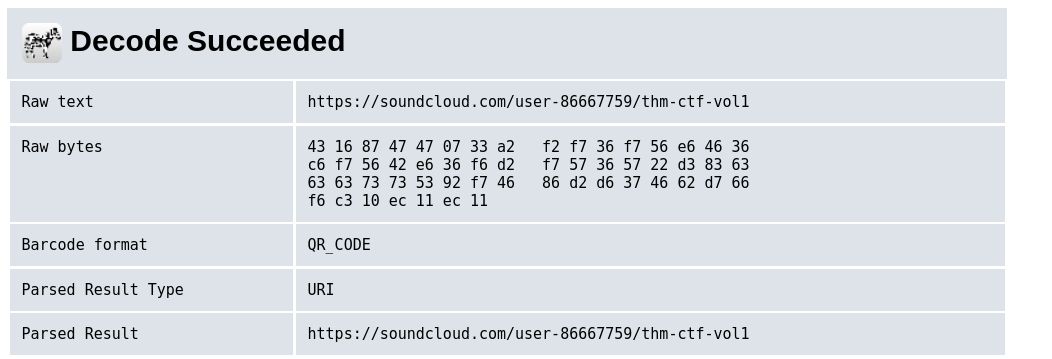 Decode Succeeded
Raw text https://soundcloud.com/user-86667759/thm-ctf-vol1
Raw bytes 43 16 87 47 47 07 33 a2 f2 f7 36 f7 56 e6 46 36
c6 f7 56 42 e6 36 f6 d2 f7 57 36 57 22 d3 83 63
63 63 73 73 53 92 f7 46 86 d2 d6 37 46 62 d7 66
f6 c3 10 ec 11 ec 11
Barcode format QR_CODE
Parsed Result Type URI
Parsed Result https://soundcloud.com/user-86667759/thm-ctf-vol1